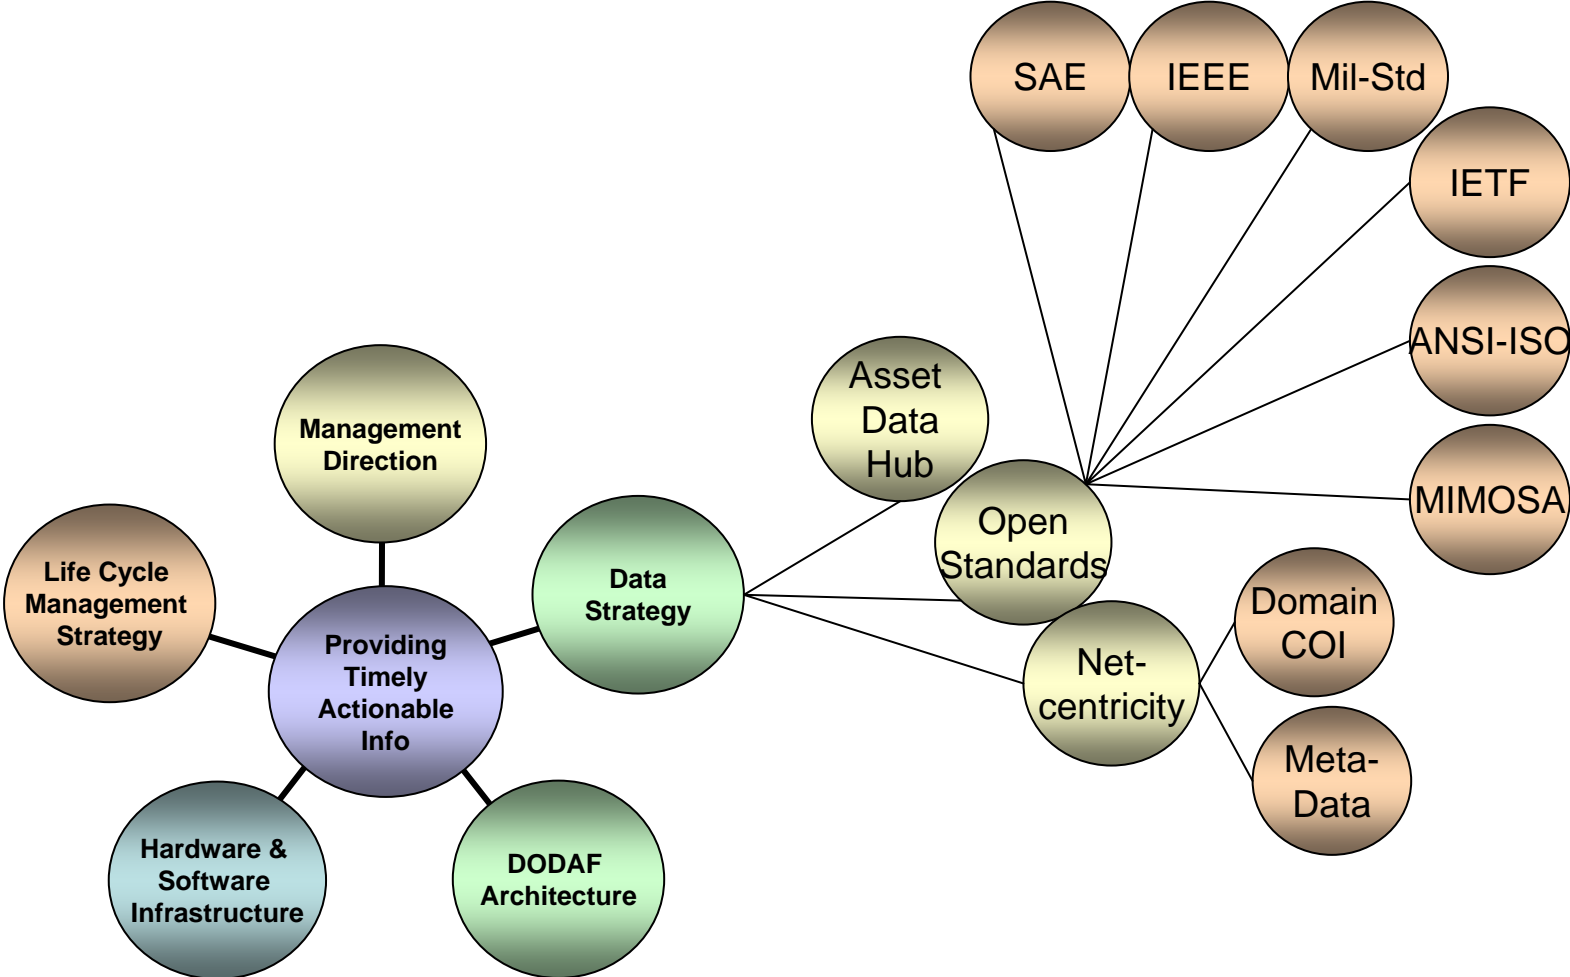 SAE
IEEE
Mil-Std
IETF
ANSI-ISO
MIMOSA
Asset
Data
Hub
Open
Standards
Net-
centricity
Domain
COI
Meta-
Data
Management
Direction
Life Cycle
Management
Strategy
Data
Strategy
Providing
Timely
Actionable
Info
Hardware &
Software
Infrastructure
DODAF
Architecture